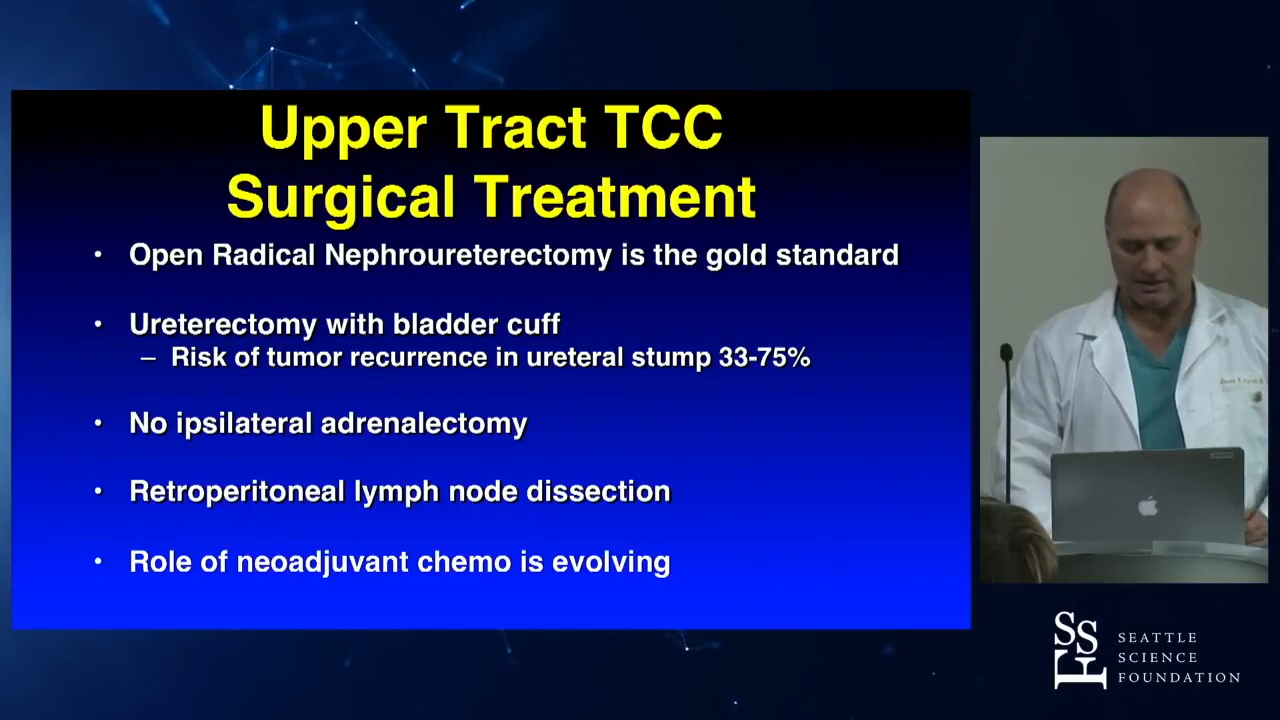 Upper Tract TCC
Surgical Treatment
• Open Radical Nephroureterectomy is the gold standard
• Ureterectomy with bladder cuff
– Risk of tumor recurrence in ureteral stump 33-75%
• No ipsilateral adrenalectomy
• Retroperitoneal lymph node dissection
• Role of neoadjuvant chemo is evolving
SSF
SEATTLE
SCIENCE
FOUNDATION